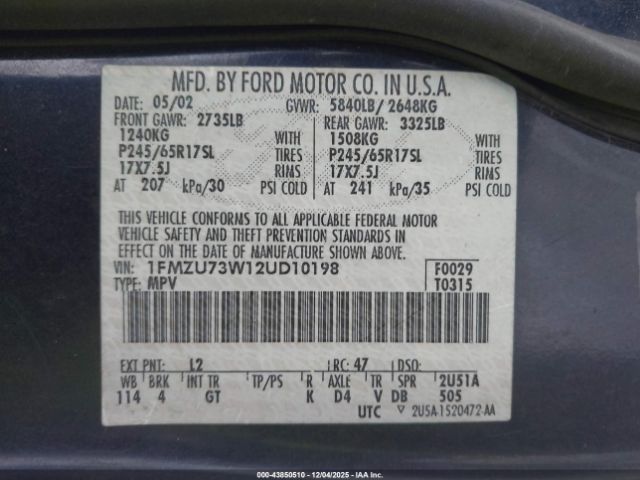 MFD. BY FORD MOTOR CO. IN U.S.A.
DATE: 05/02 GVWR: 5840LB/ 2648KG
FRONT GAWR: 2735LB REAR GAWR: 3325LB
1240KG WITH 1508KG WITH
P245/65R17SL TIRES P245/65R17SL TIRES
17X7.5J RIMS 17X7.5J RIMS
AT 207 kPa/30 PSI COLD AT 241 kPa/35 PSI COLD
THIS VEHICLE CONFORMS TO ALL APPLICABLE FEDERAL MOTOR
VEHICLE SAFETY AND THEFT PREVENTION STANDARDS IN
EFFECT ON THE DATE OF MANUFACTURE SHOWN ABOVE.
VIN: 1FMZU73W12UD10198 F0029
TYPE: MPV T0315
EXT PNT: L2 RC: 47 DSO:
WB BRK INT TR TP/PS R AXLE TR SPR 2U51A
114 4 GT K D4 V DB 505
UTC ▽ 2U5A-1520472-AA
000-43850510 - 12/04/2025 - IAA Inc.